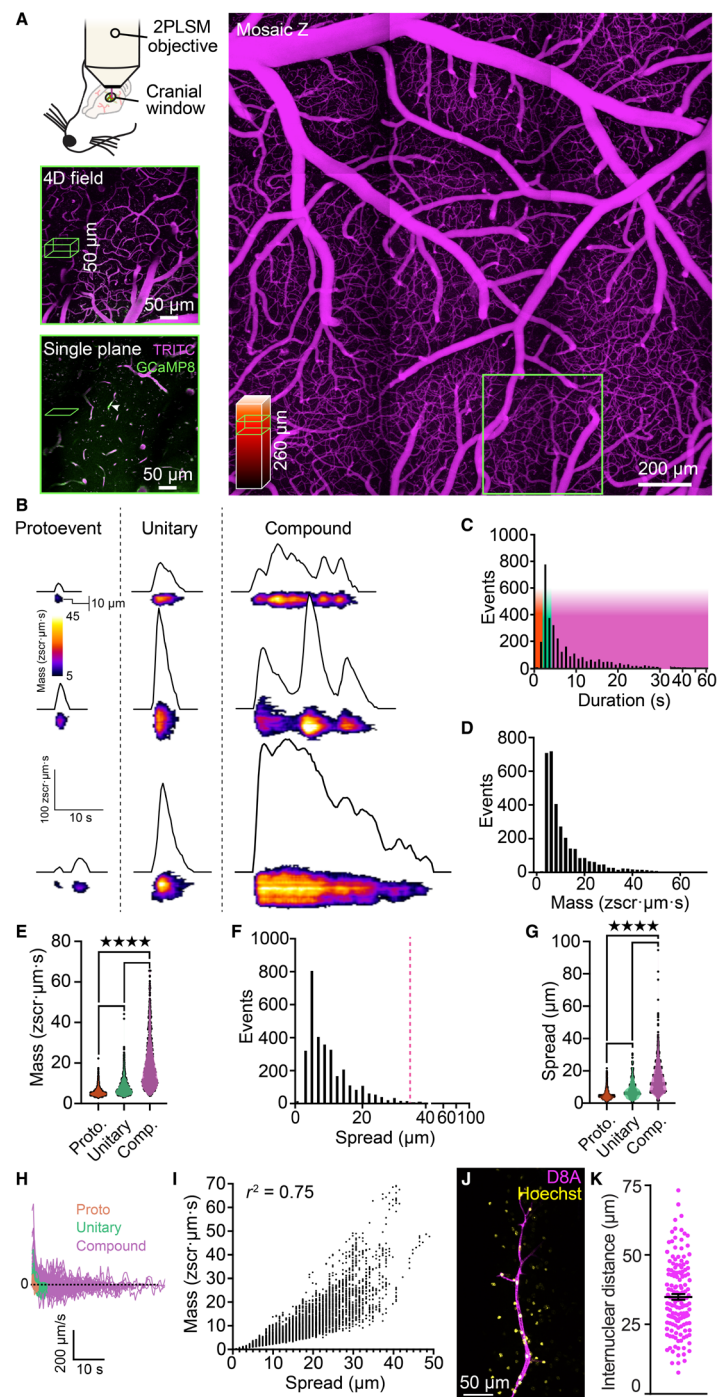 A
2PLSM
objective
Cranial
window
4D field
50 µm
50 µm
Single plane
TRITC
GCaMP8
50 µm
Mosaic Z
260 µm
200 µm
B
Protoevent
Unitary
Compound
10 µm
45
Mass (zscr·µm·s)
5
100 zscr·µm·s
10 s
C
1000
800
600
400
200
0
Events
0 10 20 30 40 60
Duration (s)
D
800
600
400
200
0
Events
0 20 40 60
Mass (zscr·µm·s)
E
★★★★
80
60
40
20
0
Mass (zscr·µm·s)
Proto.
Unitary
Comp.
F
1000
800
600
400
200
0
Events
0 20 40 60 100
Spread (µm)
G
★★★★
100
80
60
40
20
0
Spread (µm)
Proto.
Unitary
Comp.
H
Proto
Unitary
Compound
0
200 µm/s
10 s
I
r² = 0.75
70
60
50
40
30
20
10
0
Mass (zscr·µm·s)
0 10 20 30 40 50
Spread (µm)
J
D8A
Hoechst
50 µm
K
75
50
25
0
Internuclear distance (µm)